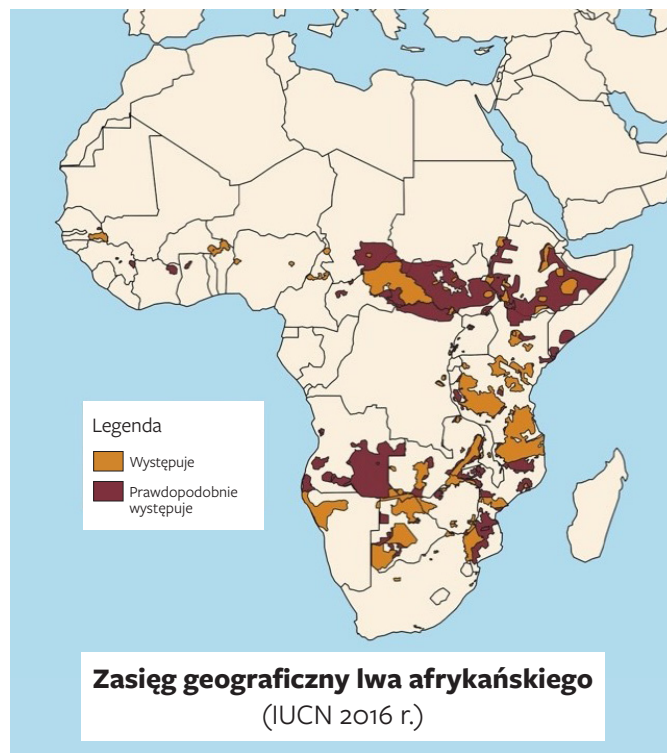 Legenda
Występuje
Prawdopodobnie
występuje
Zasięg geograficzny lwa afrykańskiego
(IUCN 2016 r.)